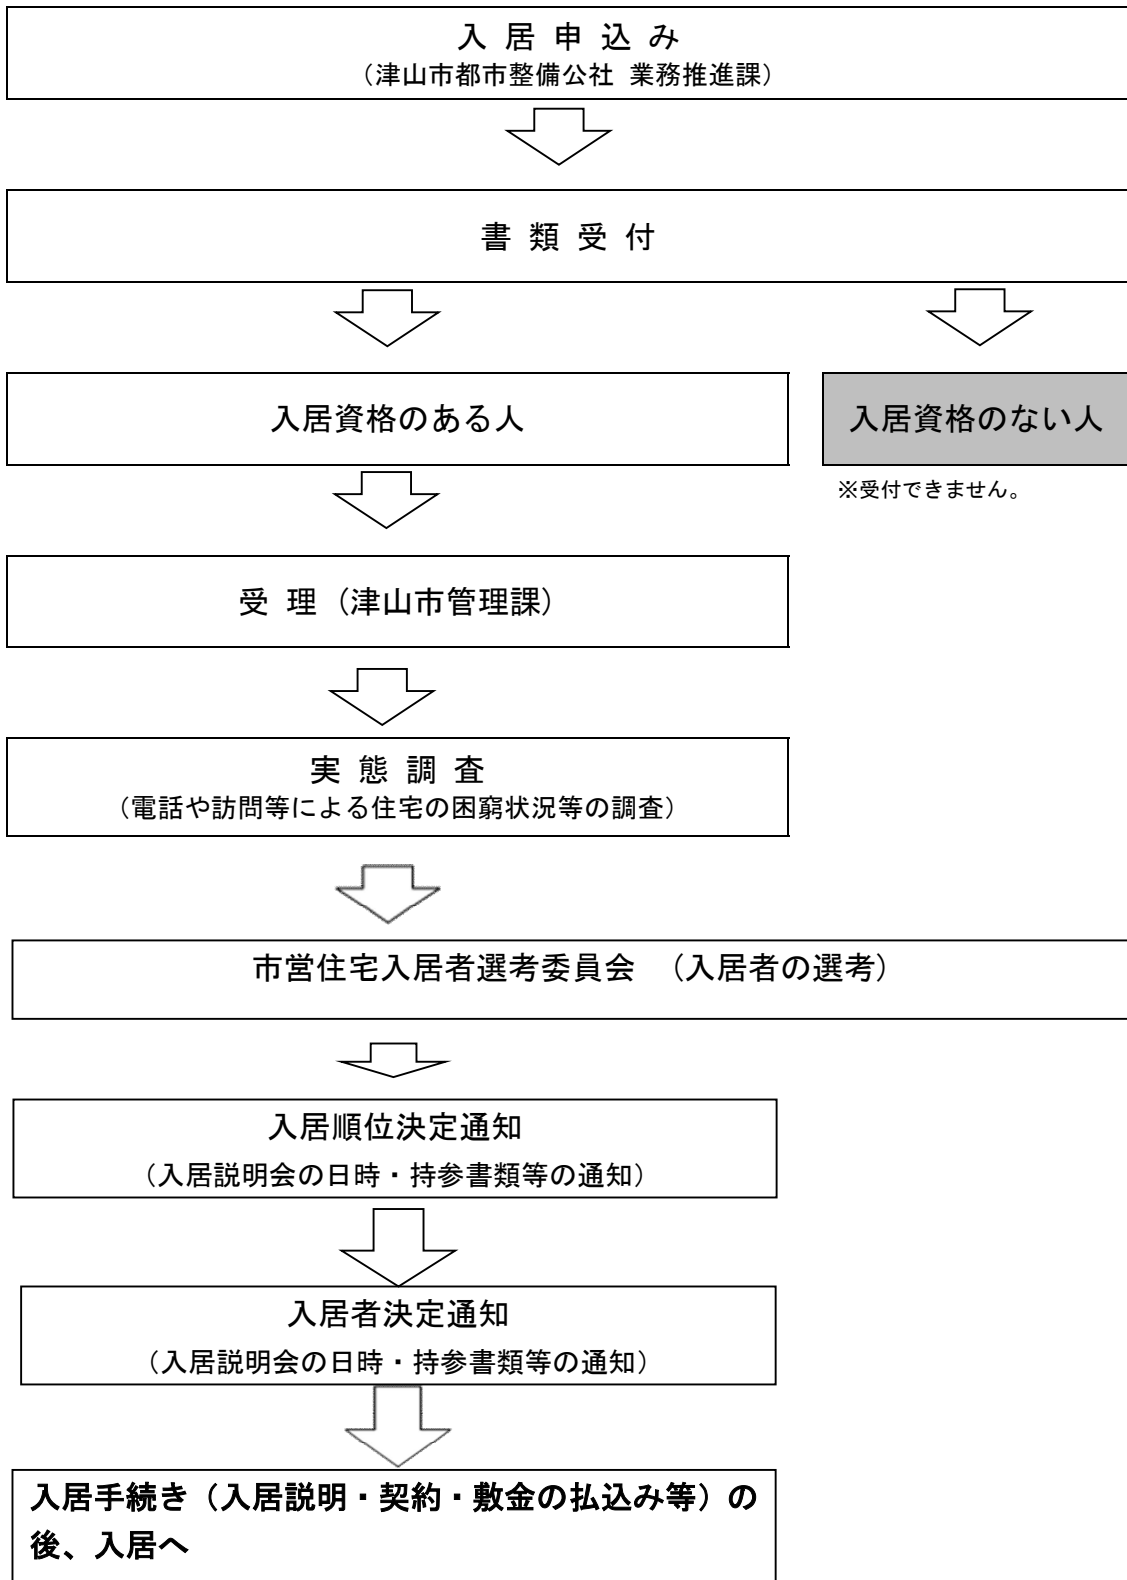 入 居 申 込 み
（津山市都市整備公社 業務推進課）
書 類 受 付
入居資格のある人
入居資格のない人
※受付できません。
受 理（津山市管理課）
実 態 調 査
（電話や訪問等による住宅の困窮状況等の調査）
市営住宅入居者選考委員会 （入居者の選考）
入居順位決定通知
（入居説明会の日時・持参書類等の通知）
入居者決定通知
（入居説明会の日時・持参書類等の通知）
入居手続き（入居説明・契約・敷金の払込み等）の
後、入居へ